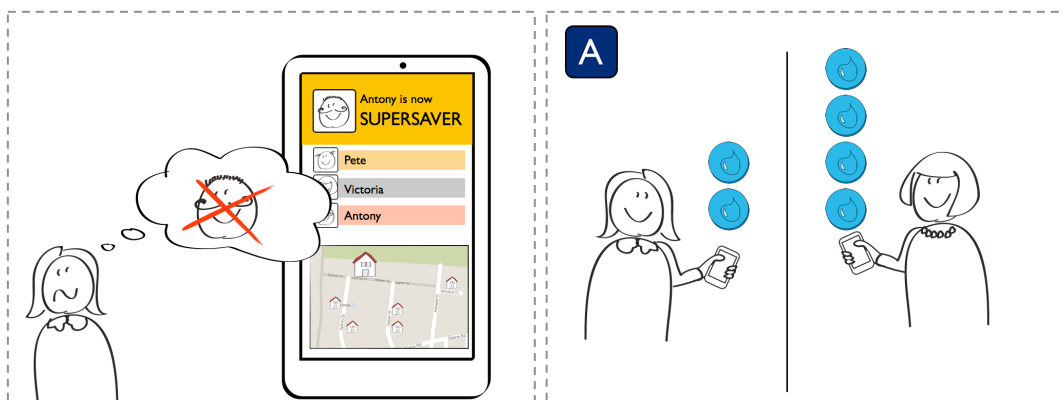 Antony is now
SUPERSAVER
Pete
Victoria
Antony
A